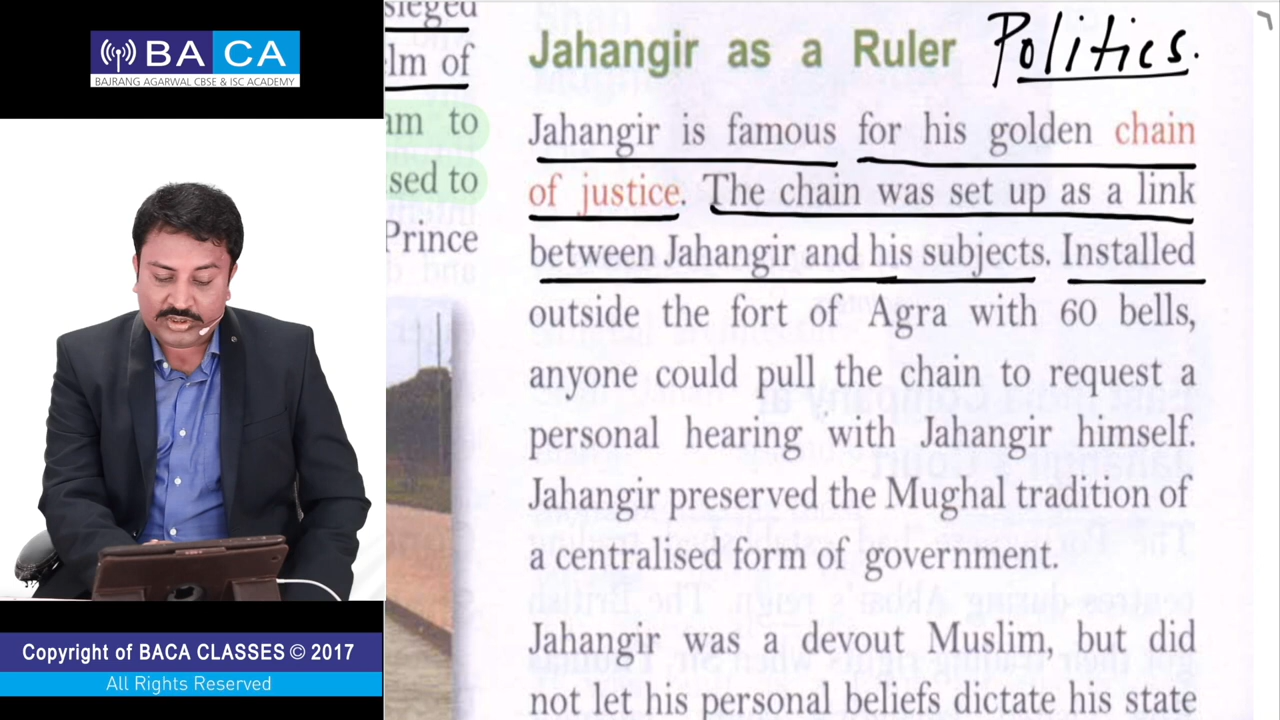 BACA
BAJRANG AGARWAL CBSE & ISC ACADEMY
Copyright of BACA CLASSES © 2017
All Rights Reserved
sieged
elm of
am to
sed to
Prince
Jahangir as a Ruler Politics.
Jahangir is famous for his golden chain
of justice. The chain was set up as a link
between Jahangir and his subjects. Installed
outside the fort of Agra with 60 bells,
anyone could pull the chain to request a
personal hearing with Jahangir himself.
Jahangir preserved the Mughal tradition of
a centralised form of government.
Jahangir was a devout Muslim, but did
not let his personal beliefs dictate his state